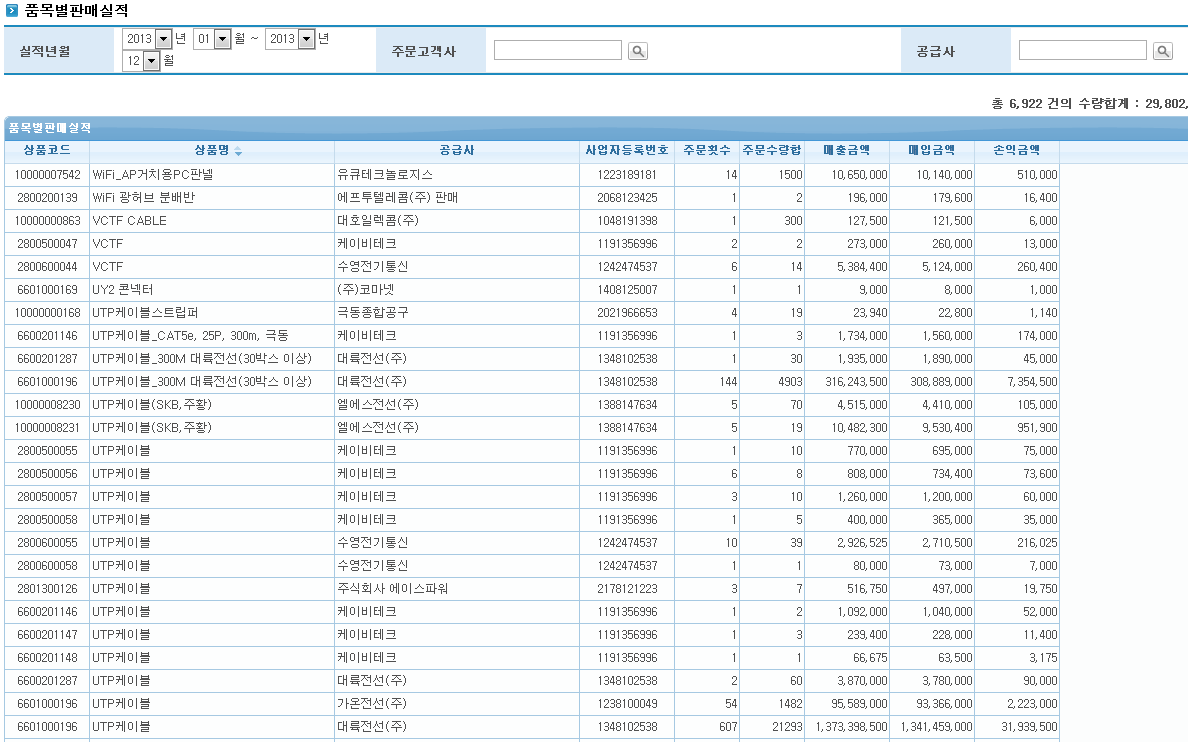 품목별판매실적
실적년월 2013 년 01 월 ~ 2013 년 12 월 주문고객사 공급사
총 6,922 건의 수량합계 : 29,802,
품목별판매실적
상품코드 상품명 공급사 사업자등록번호 주문횟수 주문수량합 매출금액 매입금액 손익금액
10000007542 WiFi_AP거치용PC판넬 유큐테크놀로지스 1223189181 14 1500 10,650,000 10,140,000 510,000
2800200139 WiFi 광허브 분배반 에프투텔레콤(주) 판매 2068123425 1 2 196,000 179,600 16,400
10000000863 VCTF CABLE 대호일렉콤(주) 1048191398 1 300 127,500 121,500 6,000
2800500047 VCTF 케이비테크 1191356996 2 2 273,000 260,000 13,000
2800600044 VCTF 수영전기통신 1242474537 6 14 5,384,400 5,124,000 260,400
6601000169 UY2 콘넥터 (주)코마넷 1408125007 1 1 9,000 8,000 1,000
10000000168 UTP케이블스트립퍼 극동종합공구 2021966653 4 19 23,940 22,800 1,140
6600201146 UTP케이블_CAT5e, 25P, 300m, 극동 케이비테크 1191356996 1 3 1,734,000 1,560,000 174,000
6600201287 UTP케이블_300M 대륙전선(30박스 이상) 대륙전선(주) 1348102538 1 30 1,935,000 1,890,000 45,000
6601000196 UTP케이블_300M 대륙전선(30박스 이상) 대륙전선(주) 1348102538 144 4903 316,243,500 308,889,000 7,354,500
10000008230 UTP케이블(SKB,주황) 엘에스전선(주) 1388147634 5 70 4,515,000 4,410,000 105,000
10000008231 UTP케이블(SKB,주황) 엘에스전선(주) 1388147634 5 19 10,482,300 9,530,400 951,900
2800500055 UTP케이블 케이비테크 1191356996 1 10 770,000 695,000 75,000
2800500056 UTP케이블 케이비테크 1191356996 6 8 808,000 734,400 73,600
2800500057 UTP케이블 케이비테크 1191356996 3 10 1,260,000 1,200,000 60,000
2800500058 UTP케이블 케이비테크 1191356996 1 5 400,000 365,000 35,000
2800600055 UTP케이블 수영전기통신 1242474537 10 39 2,926,525 2,710,500 216,025
2800600058 UTP케이블 수영전기통신 1242474537 1 1 80,000 73,000 7,000
2801300126 UTP케이블 주식회사 에이스파워 2178121223 3 7 516,750 497,000 19,750
6600201146 UTP케이블 케이비테크 1191356996 1 2 1,092,000 1,040,000 52,000
6600201147 UTP케이블 케이비테크 1191356996 1 3 239,400 228,000 11,400
6600201148 UTP케이블 케이비테크 1191356996 1 1 66,675 63,500 3,175
6600201287 UTP케이블 대륙전선(주) 1348102538 2 60 3,870,000 3,780,000 90,000
6601000196 UTP케이블 가온전선(주) 1238100049 54 1482 95,589,000 93,366,000 2,223,000
6601000196 UTP케이블 대륙전선(주) 1348102538 607 21293 1,373,398,500 1,341,459,000 31,939,500